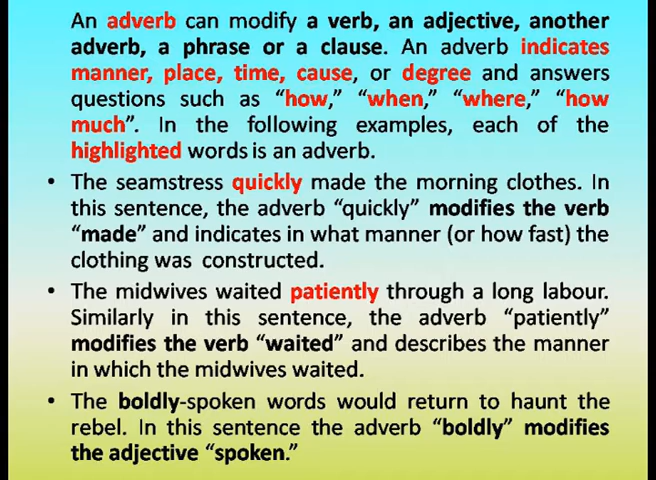 An adverb can modify a verb, an adjective, another
adverb, a phrase or a clause. An adverb indicates
manner, place, time, cause, or degree and answers
questions such as “how,” “when,” “where,” “how
much”. In the following examples, each of the
highlighted words is an adverb.
• The seamstress quickly made the morning clothes. In
this sentence, the adverb “quickly” modifies the verb
“made” and indicates in what manner (or how fast) the
clothing was constructed.
• The midwives waited patiently through a long labour.
Similarly in this sentence, the adverb “patiently”
modifies the verb “waited” and describes the manner
in which the midwives waited.
• The boldly-spoken words would return to haunt the
rebel. In this sentence the adverb “boldly” modifies
the adjective “spoken.”